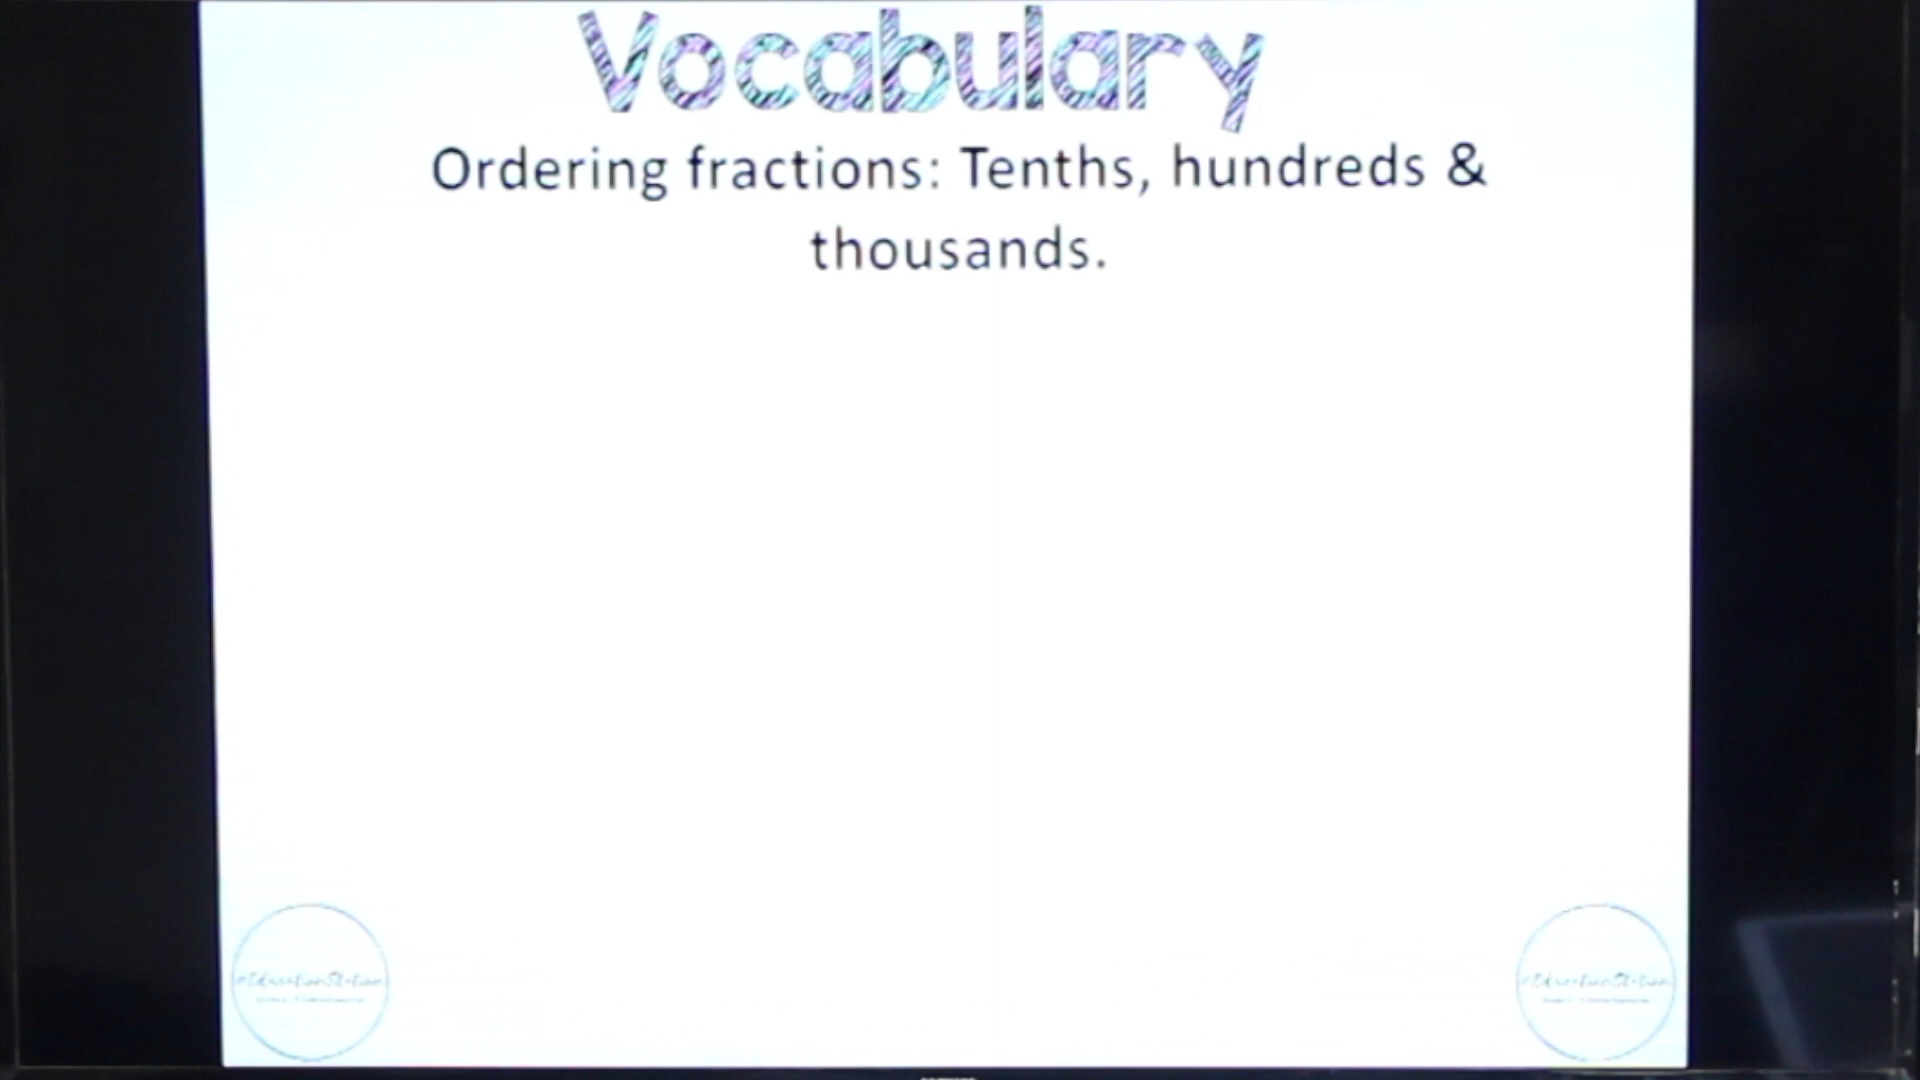 Vocabulary
Ordering fractions: Tenths, hundreds &
thousands.